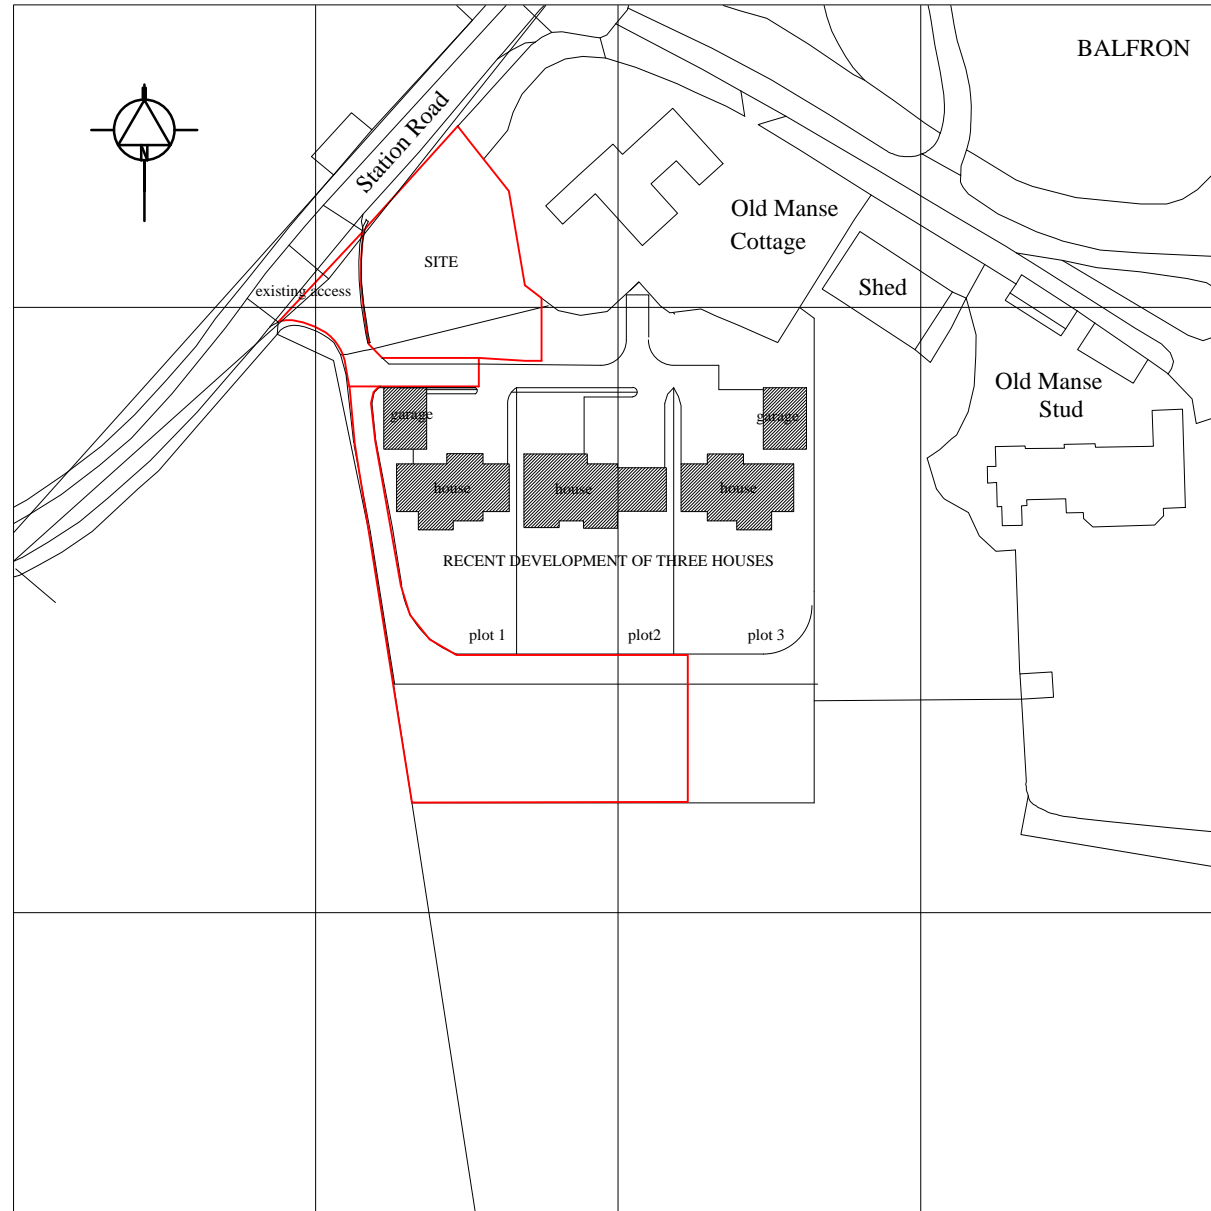 BALFRON
N
Station Road
Old Manse
Cottage
SITE
existing access
Shed
Old Manse
Stud
garage
garage
house
house
house
RECENT DEVELOPMENT OF THREE HOUSES
plot 1
plot2
plot 3